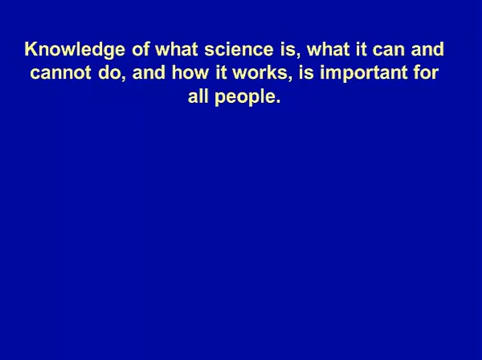 Knowledge of what science is, what it can and
cannot do, and how it works, is important for
all people.